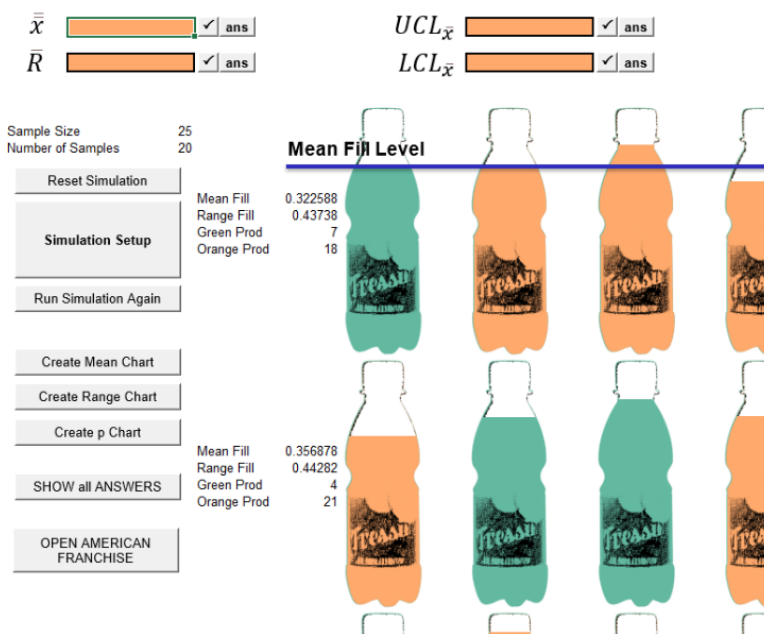 x̿ ✓ ans UCLx̄ ✓ ans
R̄ ✓ ans LCLx̄ ✓ ans
Sample Size 25
Number of Samples 20
Mean Fill Level
Reset Simulation
Simulation Setup
Run Simulation Again
Mean Fill 0.322588
Range Fill 0.43738
Green Prod 7
Orange Prod 18
Create Mean Chart
Create Range Chart
Create p Chart
SHOW all ANSWERS
OPEN AMERICAN
FRANCHISE
Mean Fill 0.356878
Range Fill 0.44282
Green Prod 4
Orange Prod 21